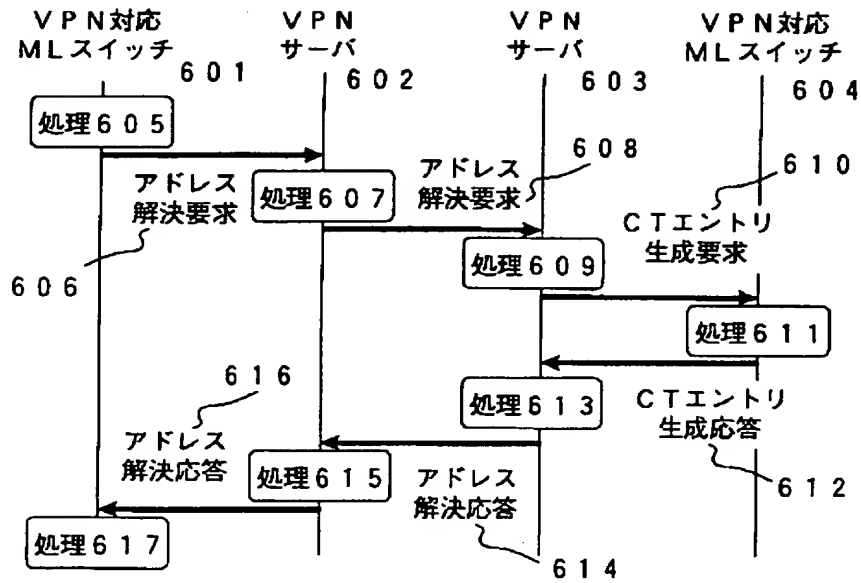 VPN対応
MLスイッチ
601
VPN
サーバ
602
VPN
サーバ
603
VPN対応
MLスイッチ
604
処理605
アドレス
解決要求
606
処理607
アドレス
解決要求
608
処理609
CTエントリ
生成要求
610
処理611
CTエントリ
生成応答
612
処理613
アドレス
解決応答
614
処理615
アドレス
解決応答
616
処理617